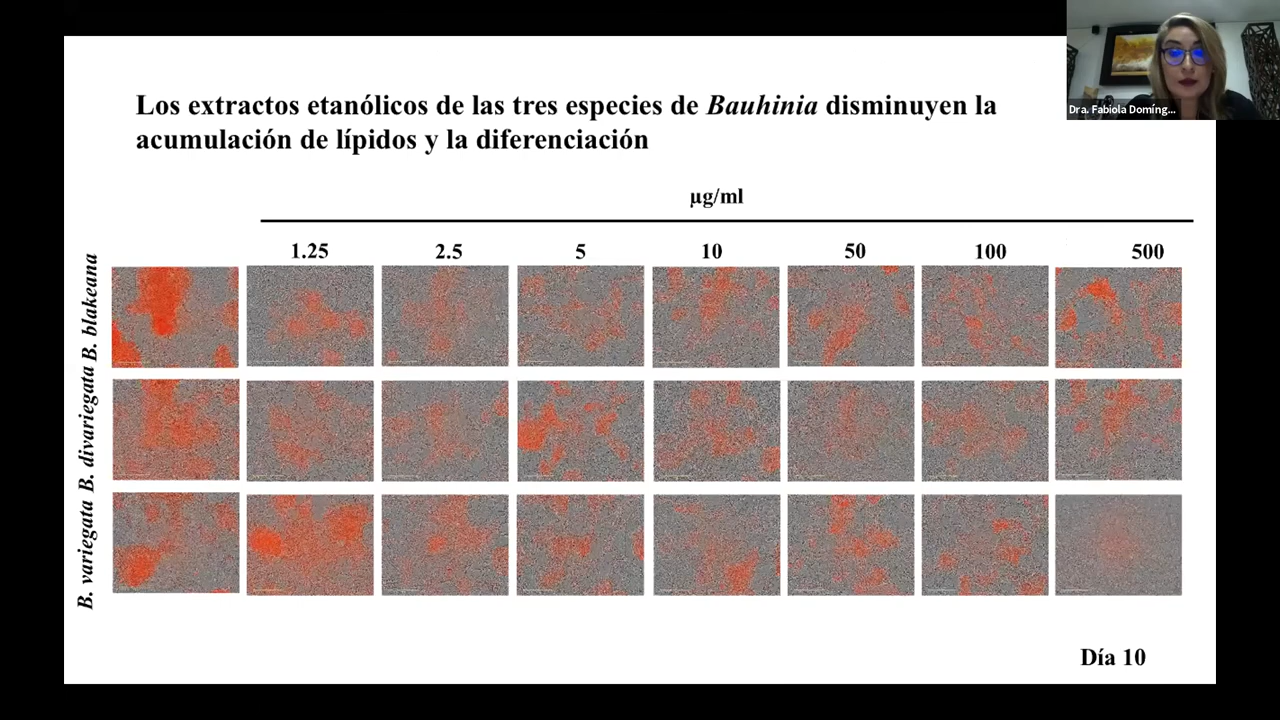 Dra. Fabiola Domíng...
Los extractos etanólicos de las tres especies de Bauhinia disminuyen la
acumulación de lípidos y la diferenciación
µg/ml
1.25 2.5 5 10 50 100 500
B. blakeana
B. divariegata
B. variegata
Día 10